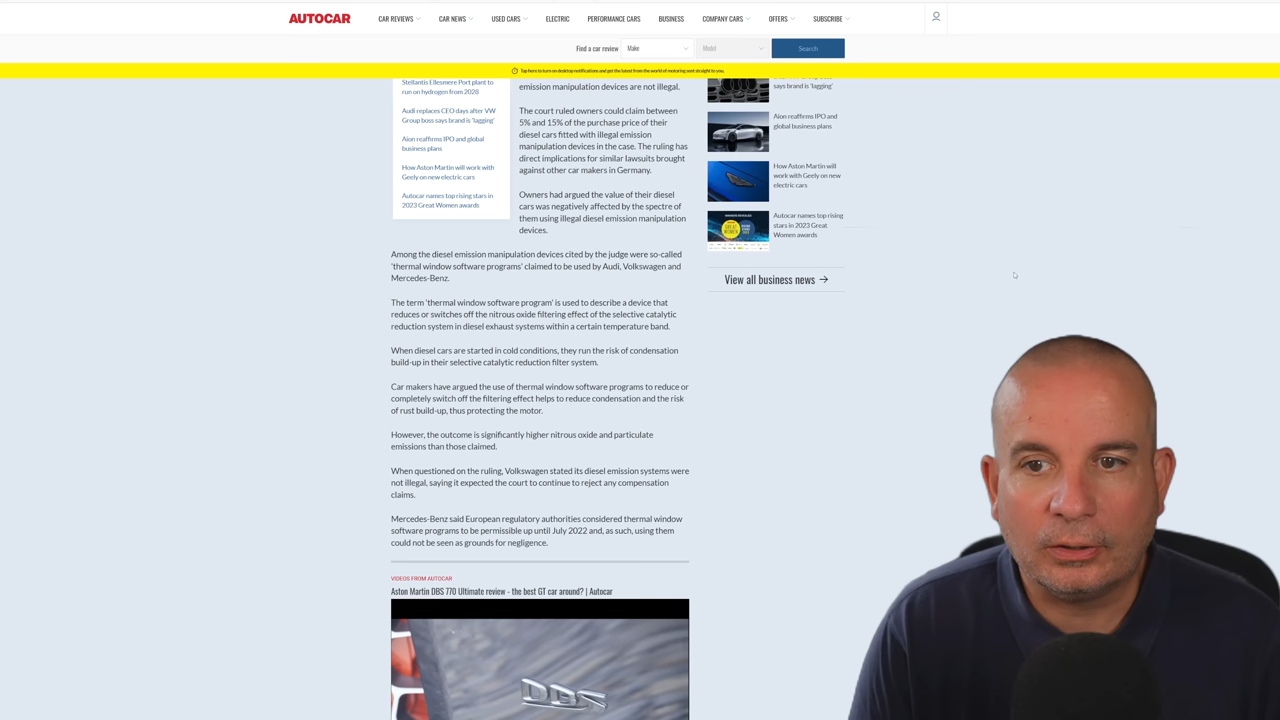 AUTOCAR
CAR REVIEWS
CAR NEWS
USED CARS
ELECTRIC
PERFORMANCE CARS
BUSINESS
COMPANY CARS
OFFERS
SUBSCRIBE
Find a car review
Make
Model
Search
Tap here to turn on desktop notifications and get the latest from the world of motoring sent straight to you.
Stellantis Ellesmere Port plant to
run on hydrogen from 2028
Audi replaces CEO days after VW
Group boss says brand is 'lagging'
Aion reaffirms IPO and global
business plans
How Aston Martin will work with
Geely on new electric cars
Autocar names top rising stars in
2023 Great Women awards
emission manipulation devices are not illegal.
The court ruled owners could claim between
5% and 15% of the purchase price of their
diesel cars fitted with illegal emission
manipulation devices in the case. The ruling has
direct implications for similar lawsuits brought
against other car makers in Germany.
Owners had argued the value of their diesel
cars was negatively affected by the spectre of
them using illegal diesel emission manipulation
devices.
Among the diesel emission manipulation devices cited by the judge were so-called
'thermal window software programs' claimed to be used by Audi, Volkswagen and
Mercedes-Benz.
The term 'thermal window software program' is used to describe a device that
reduces or switches off the nitrous oxide filtering effect of the selective catalytic
reduction system in diesel exhaust systems within a certain temperature band.
When diesel cars are started in cold conditions, they run the risk of condensation
build-up in their selective catalytic reduction filter system.
Car makers have argued the use of thermal window software programs to reduce or
completely switch off the filtering effect helps to reduce condensation and the risk
of rust build-up, thus protecting the motor.
However, the outcome is significantly higher nitrous oxide and particulate
emissions than those claimed.
When questioned on the ruling, Volkswagen stated its diesel emission systems were
not illegal, saying it expected the court to continue to reject any compensation
claims.
Mercedes-Benz said European regulatory authorities considered thermal window
software programs to be permissible up until July 2022 and, as such, using them
could not be seen as grounds for negligence.
VIDEOS FROM AUTOCAR
Aston Martin DBS 770 Ultimate review - the best GT car around? | Autocar
DBS
says brand is 'lagging'
Aion reaffirms IPO and
global business plans
How Aston Martin will
work with Geely on new
electric cars
Autocar names top rising
stars in 2023 Great
Women awards
View all business news